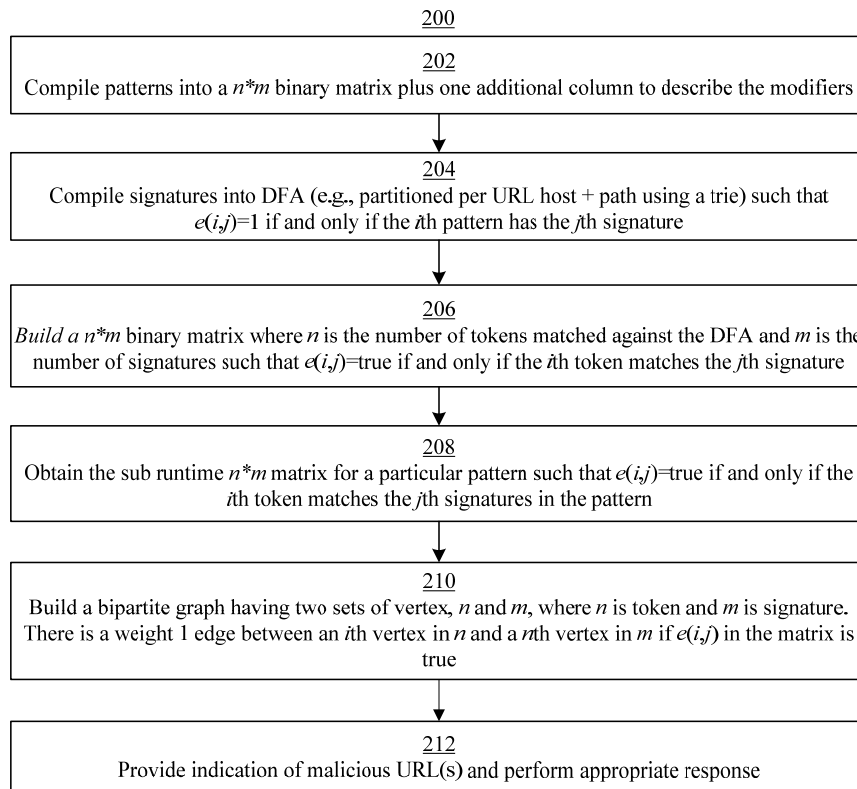 200
202
Compile patterns into a n*m binary matrix plus one additional column to describe the modifiers
204
Compile signatures into DFA (e.g., partitioned per URL host + path using a trie) such that
e(i,j)=1 if and only if the ith pattern has the jth signature
206
Build a n*m binary matrix where n is the number of tokens matched against the DFA and m is the
number of signatures such that e(i,j)=true if and only if the ith token matches the jth signature
208
Obtain the sub runtime n*m matrix for a particular pattern such that e(i,j)=true if and only if the
ith token matches the jth signatures in the pattern
210
Build a bipartite graph having two sets of vertex, n and m, where n is token and m is signature.
There is a weight 1 edge between an ith vertex in n and a nth vertex in m if e(i,j) in the matrix is
true
212
Provide indication of malicious URL(s) and perform appropriate response